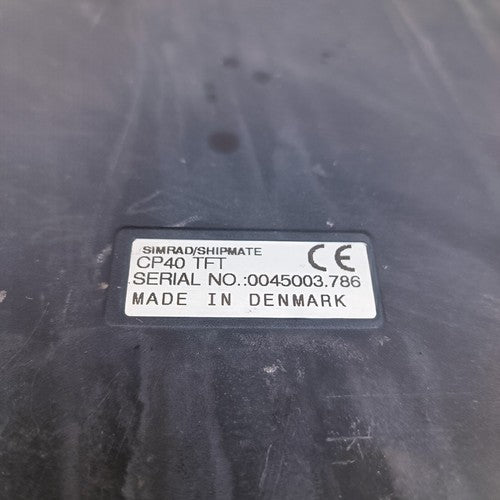 SIMRAD/SHIPMATE
CP40 TFT
CE
SERIAL NO.:0045003.786
MADE IN DENMARK